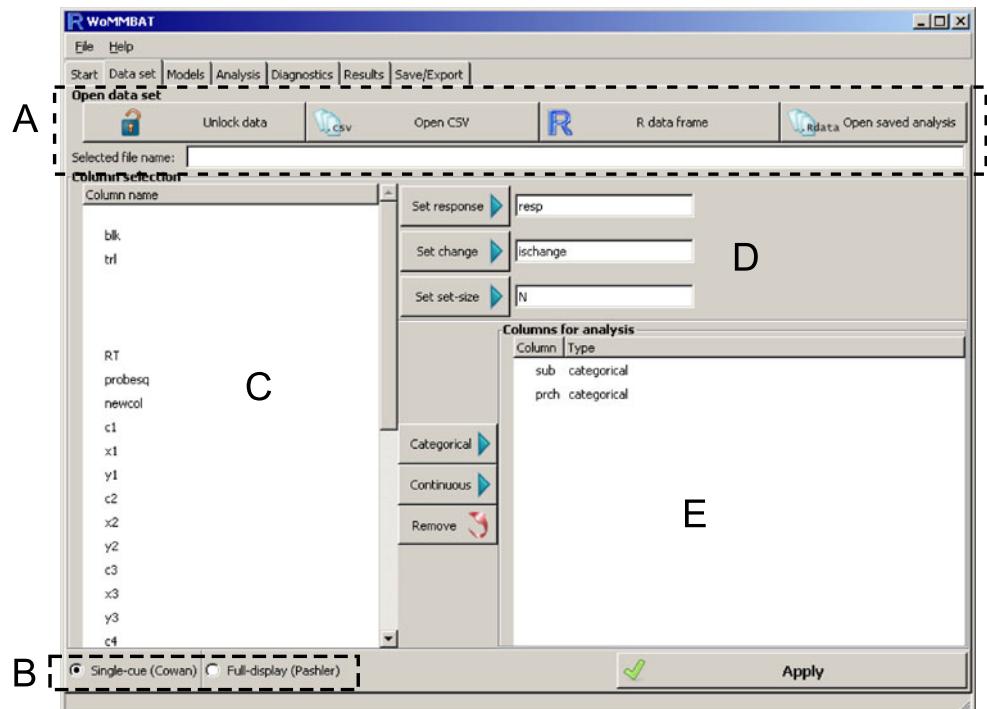 WoMMBAT
File Help
Start Data set Models Analysis Diagnostics Results Save/Export
Open data set
A
Unlock data
.csv Open CSV
R R data frame
.Rdata Open saved analysis
Selected file name:
Column selection
Column name
blk
trl
RT
probesq
newcol
c1
x1
y1
c2
x2
y2
c3
x3
y3
c4
C
Set response resp
Set change ischange
Set set-size N
D
Categorical
Continuous
Remove
Columns for analysis
Column Type
sub categorical
prch categorical
E
B
Single-cue (Cowan) Full-display (Pashler)
Apply